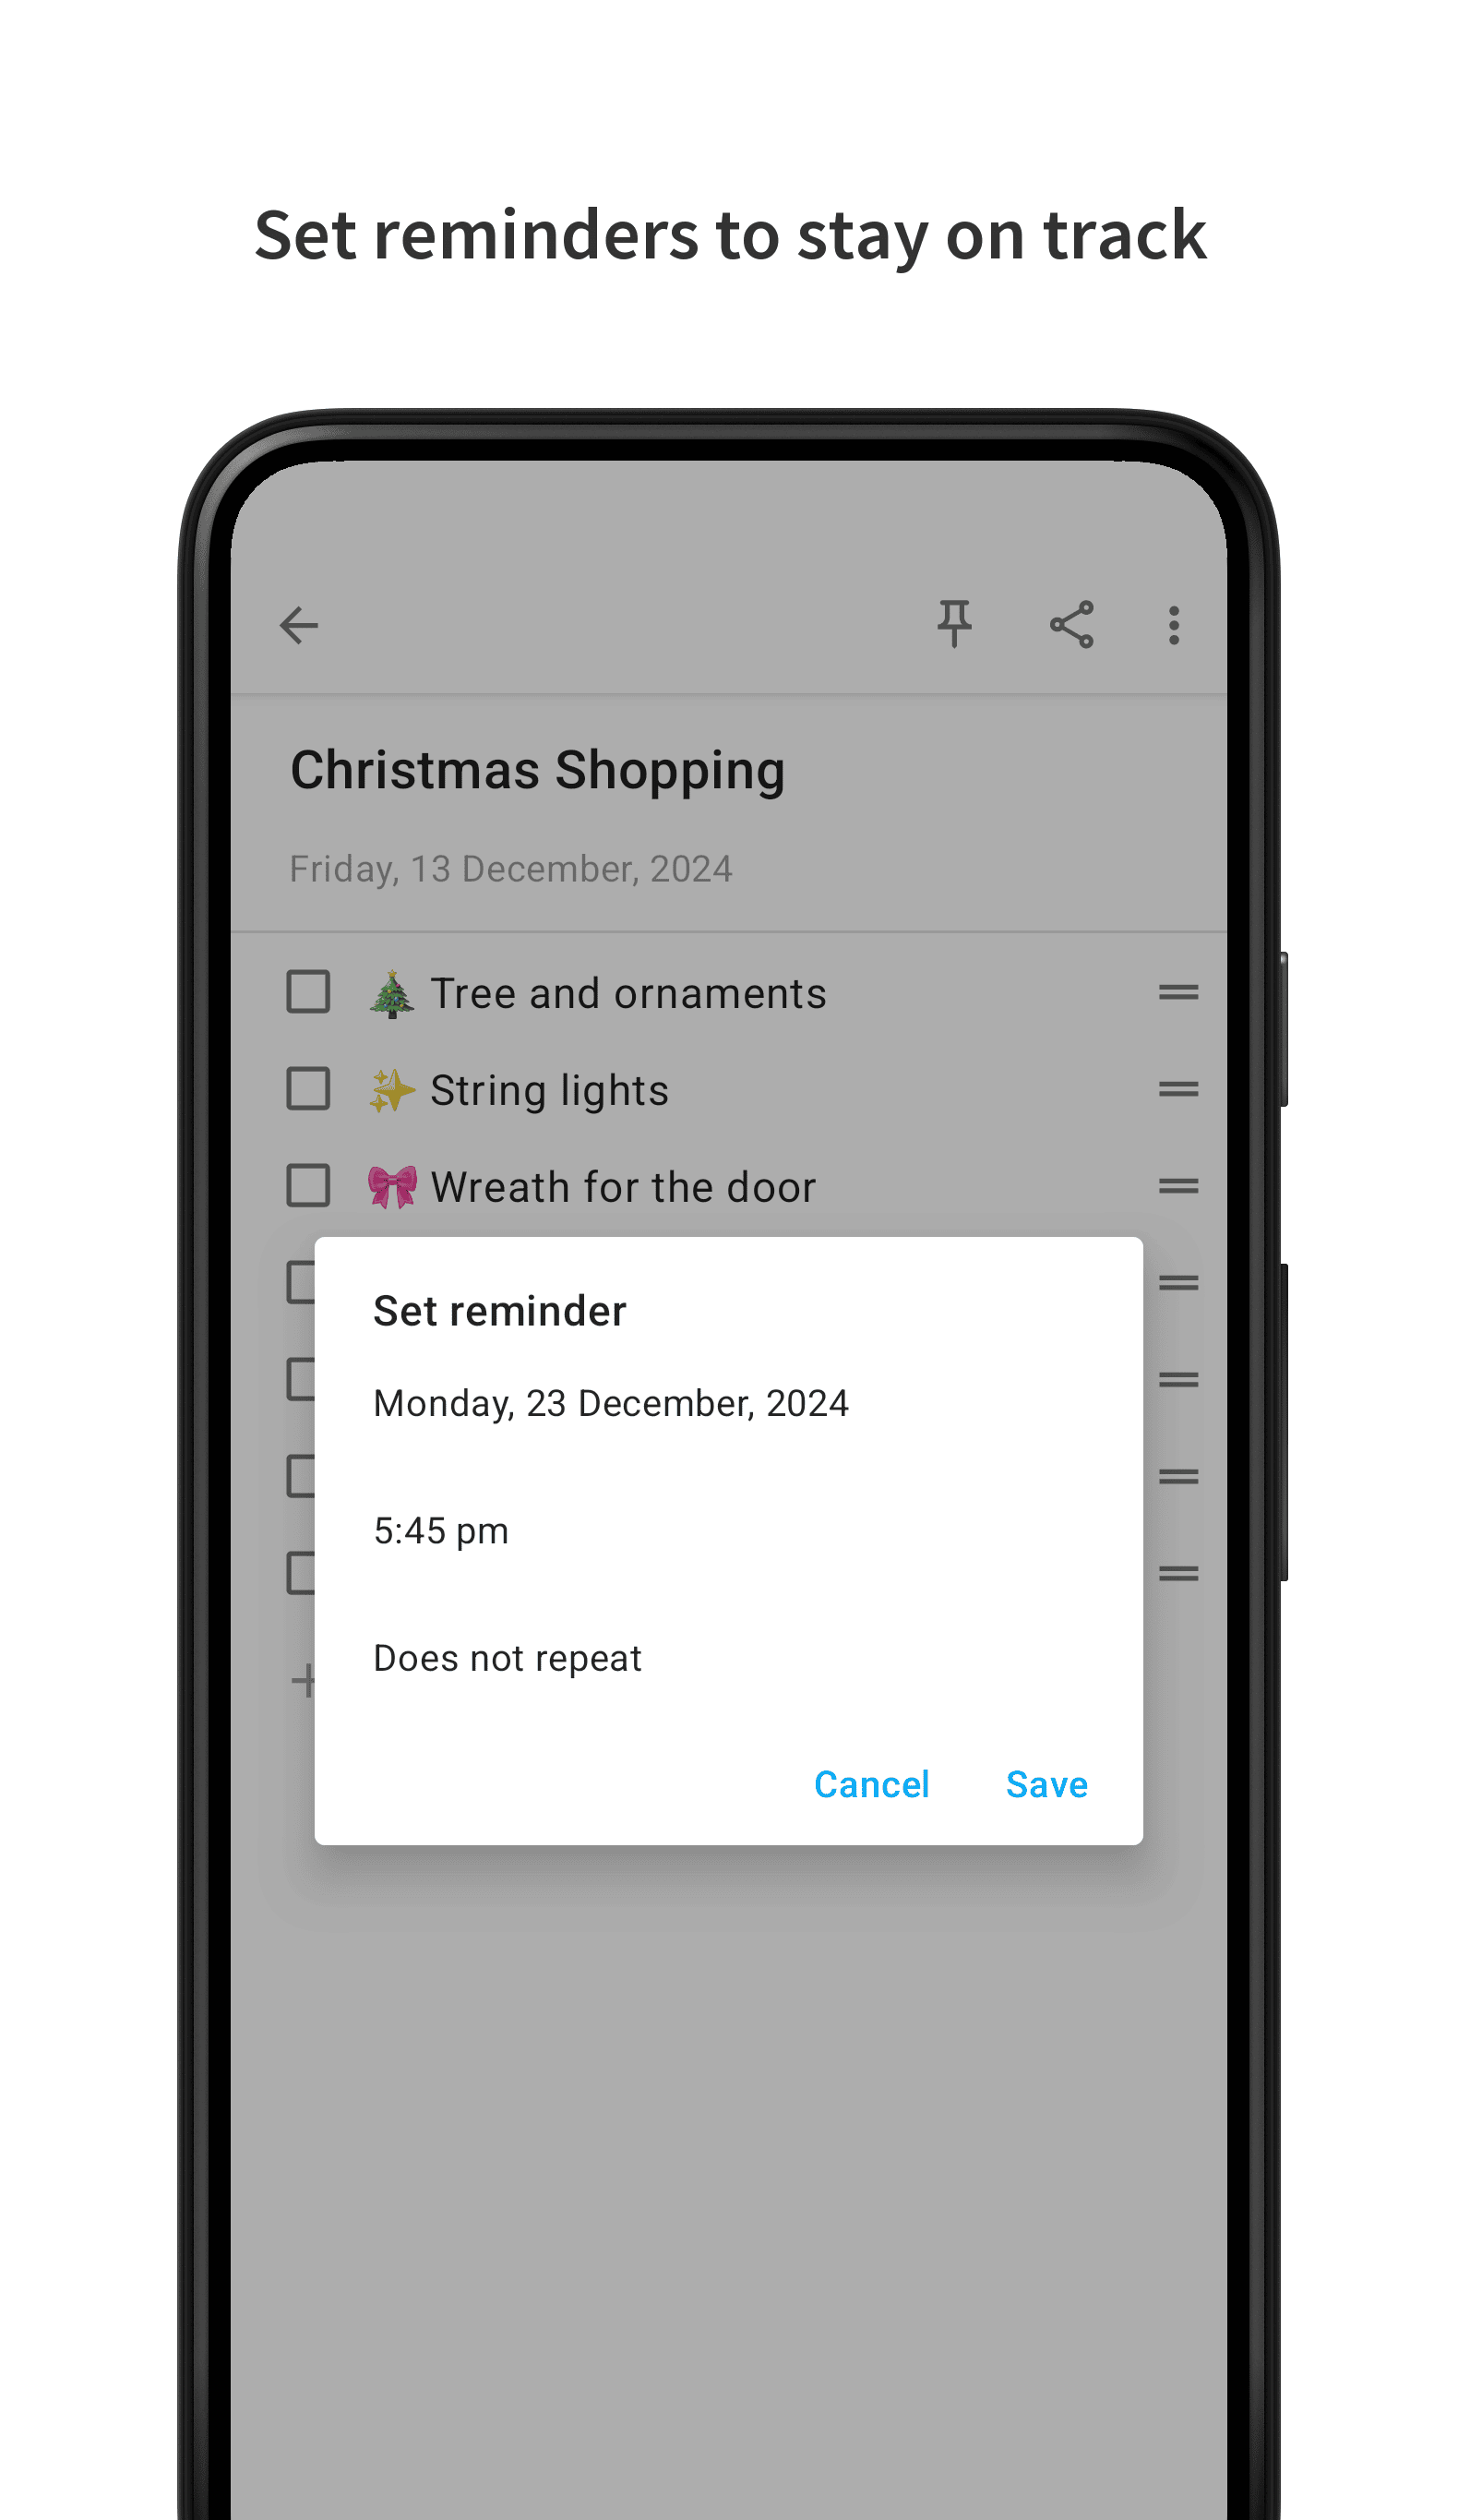 Set reminders to stay on track
Christmas Shopping
Friday, 13 December, 2024
🎄 Tree and ornaments
✨ String lights
🎀 Wreath for the door
Set reminder
Monday, 23 December, 2024
5:45 pm
Does not repeat
Cancel Save